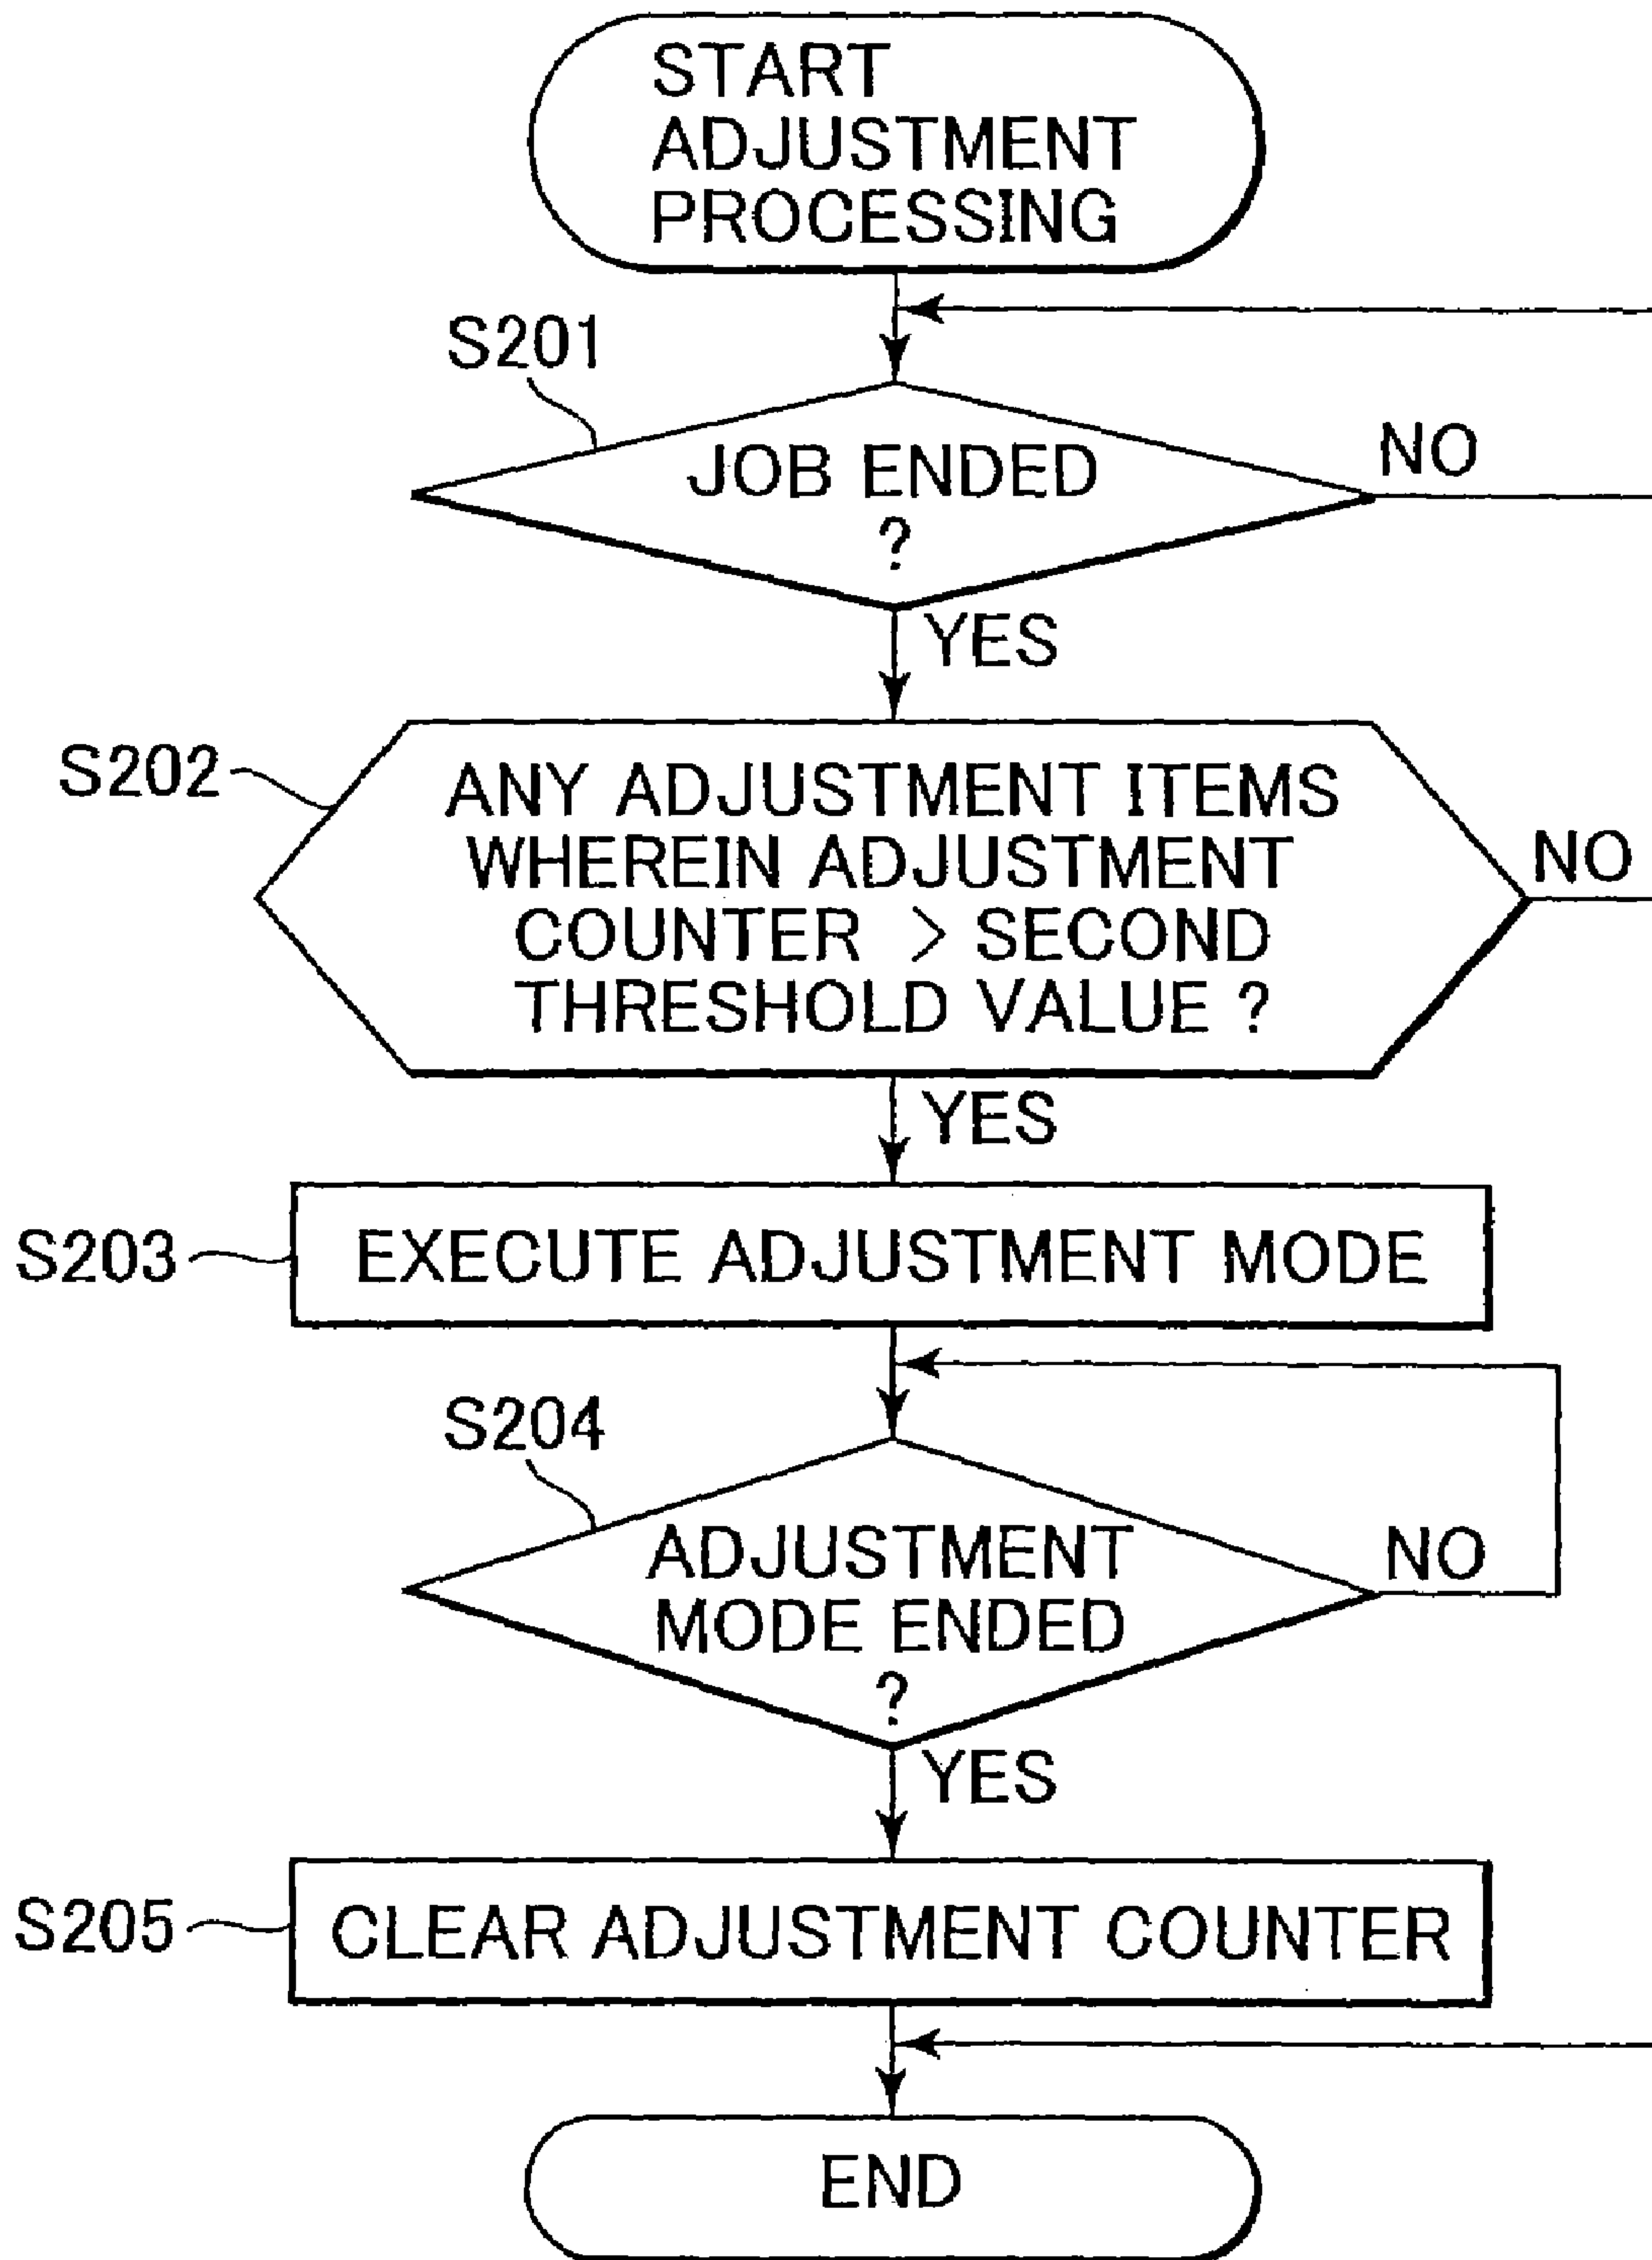 START
ADJUSTMENT
PROCESSING
S201
JOB ENDED
?
NO
YES
S202
ANY ADJUSTMENT ITEMS
WHEREIN ADJUSTMENT
COUNTER > SECOND
THRESHOLD VALUE ?
NO
YES
S203
EXECUTE ADJUSTMENT MODE
S204
ADJUSTMENT
MODE ENDED
?
NO
YES
S205
CLEAR ADJUSTMENT COUNTER
END